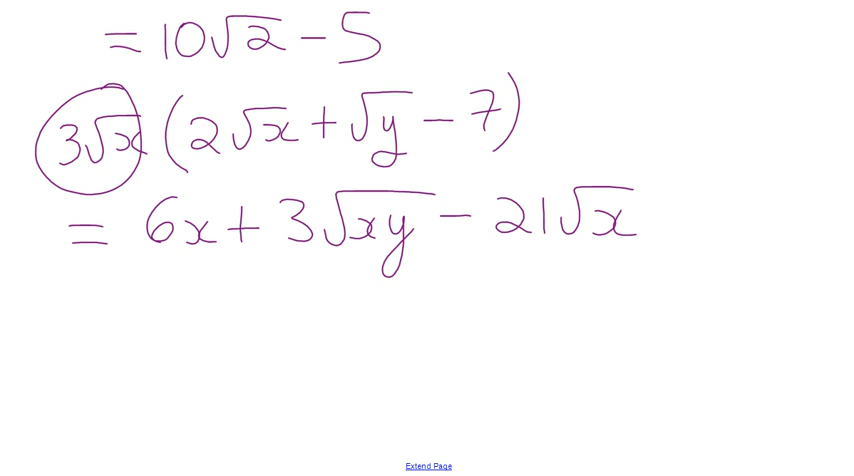 = 10√2 - 5
3√x (2√x + √y - 7)
= 6x + 3√xy - 21√x
Extend Page